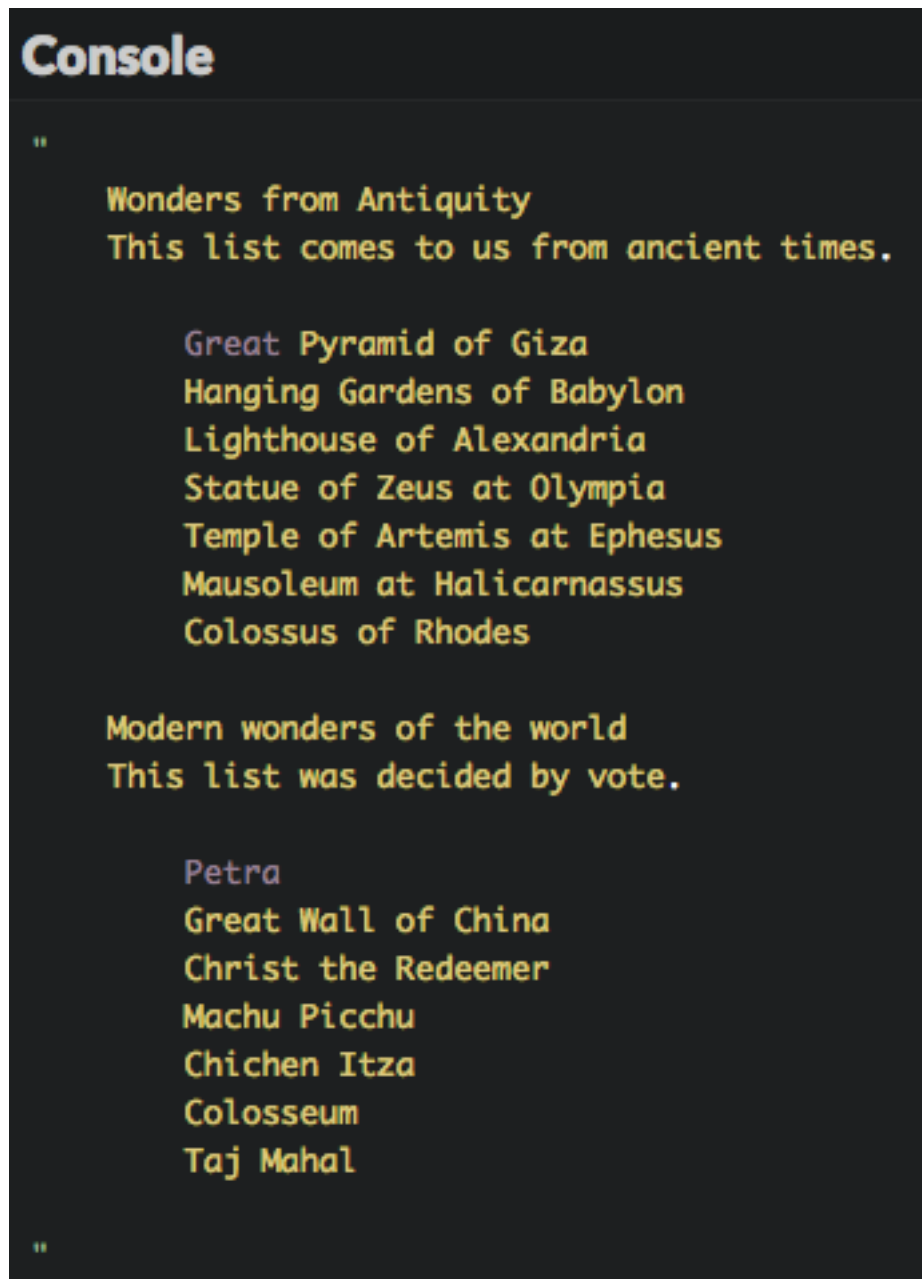 Console
"
Wonders from Antiquity
This list comes to us from ancient times.
Great Pyramid of Giza
Hanging Gardens of Babylon
Lighthouse of Alexandria
Statue of Zeus at Olympia
Temple of Artemis at Ephesus
Mausoleum at Halicarnassus
Colossus of Rhodes
Modern wonders of the world
This list was decided by vote.
Petra
Great Wall of China
Christ the Redeemer
Machu Picchu
Chichen Itza
Colosseum
Taj Mahal
"